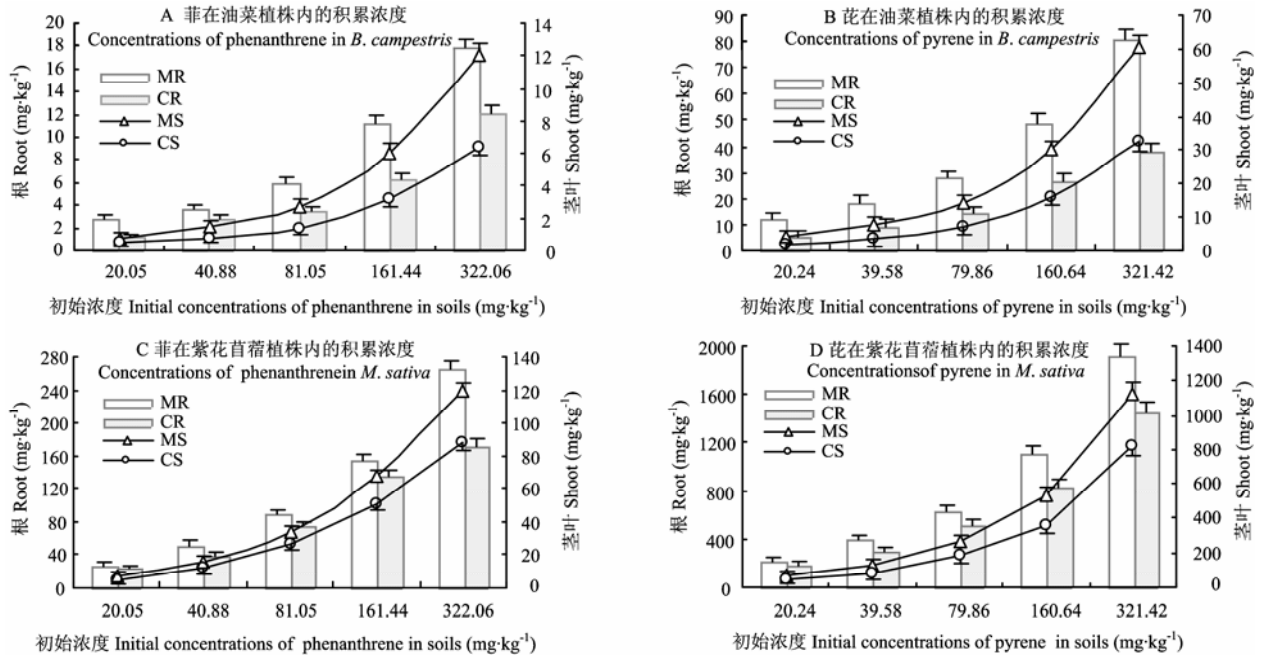 A 菲在油菜植株内的积累浓度
Concentrations of phenanthrene in B. campestris
MR
CR
MS
CS
根 Root (mg·kg⁻¹)
20
18
16
14
12
10
8
6
4
2
0
茎叶 Shoot (mg·kg⁻¹)
14
12
10
8
6
4
2
0
20.05 40.88 81.05 161.44 322.06
初始浓度 Initial concentrations of phenanthrene in soils (mg·kg⁻¹)
B 芘在油菜植株内的积累浓度
Concentrations of pyrene in B. campestris
MR
CR
MS
CS
根 Root (mg·kg⁻¹)
90
80
70
60
50
40
30
20
10
0
茎叶 Shoot (mg·kg⁻¹)
70
60
50
40
30
20
10
0
20.24 39.58 79.86 160.64 321.42
初始浓度 Initial concentrations of pyrene in soils (mg·kg⁻¹)
C 菲在紫花苜蓿植株内的积累浓度
Concentrations of phenanthrenein M. sativa
MR
CR
MS
CS
根 Root (mg·kg⁻¹)
280
240
200
160
120
80
40
0
茎叶 Shoot (mg·kg⁻¹)
140
120
100
80
60
40
20
0
20.05 40.88 81.05 161.44 322.06
初始浓度 Initial concentrations of phenanthrene in soils (mg·kg⁻¹)
D 芘在紫花苜蓿植株内的积累浓度
Concentrationsof pyrene in M. sativa
MR
CR
MS
CS
根 Root (mg·kg⁻¹)
2000
1600
1200
800
400
0
茎叶 Shoot (mg·kg⁻¹)
1400
1200
1000
800
600
400
200
0
20.24 39.58 79.86 160.64 321.42
初始浓度 Initial concentrations of pyrene in soils (mg·kg⁻¹)